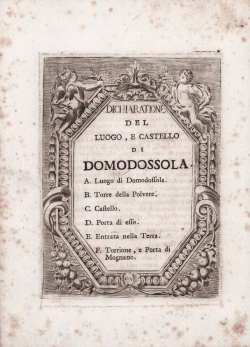 DICHIARATIONE
DEL
LUOGO, E CASTELLO
DI
DOMODOSSOLA.
A. Luogo di Domodoſſola.
B. Torre della Polvere.
C. Caſtello.
D. Porta di eſſo.
E. Entrata nella Terra.
F. Torrione, e Porta di
Mognano.